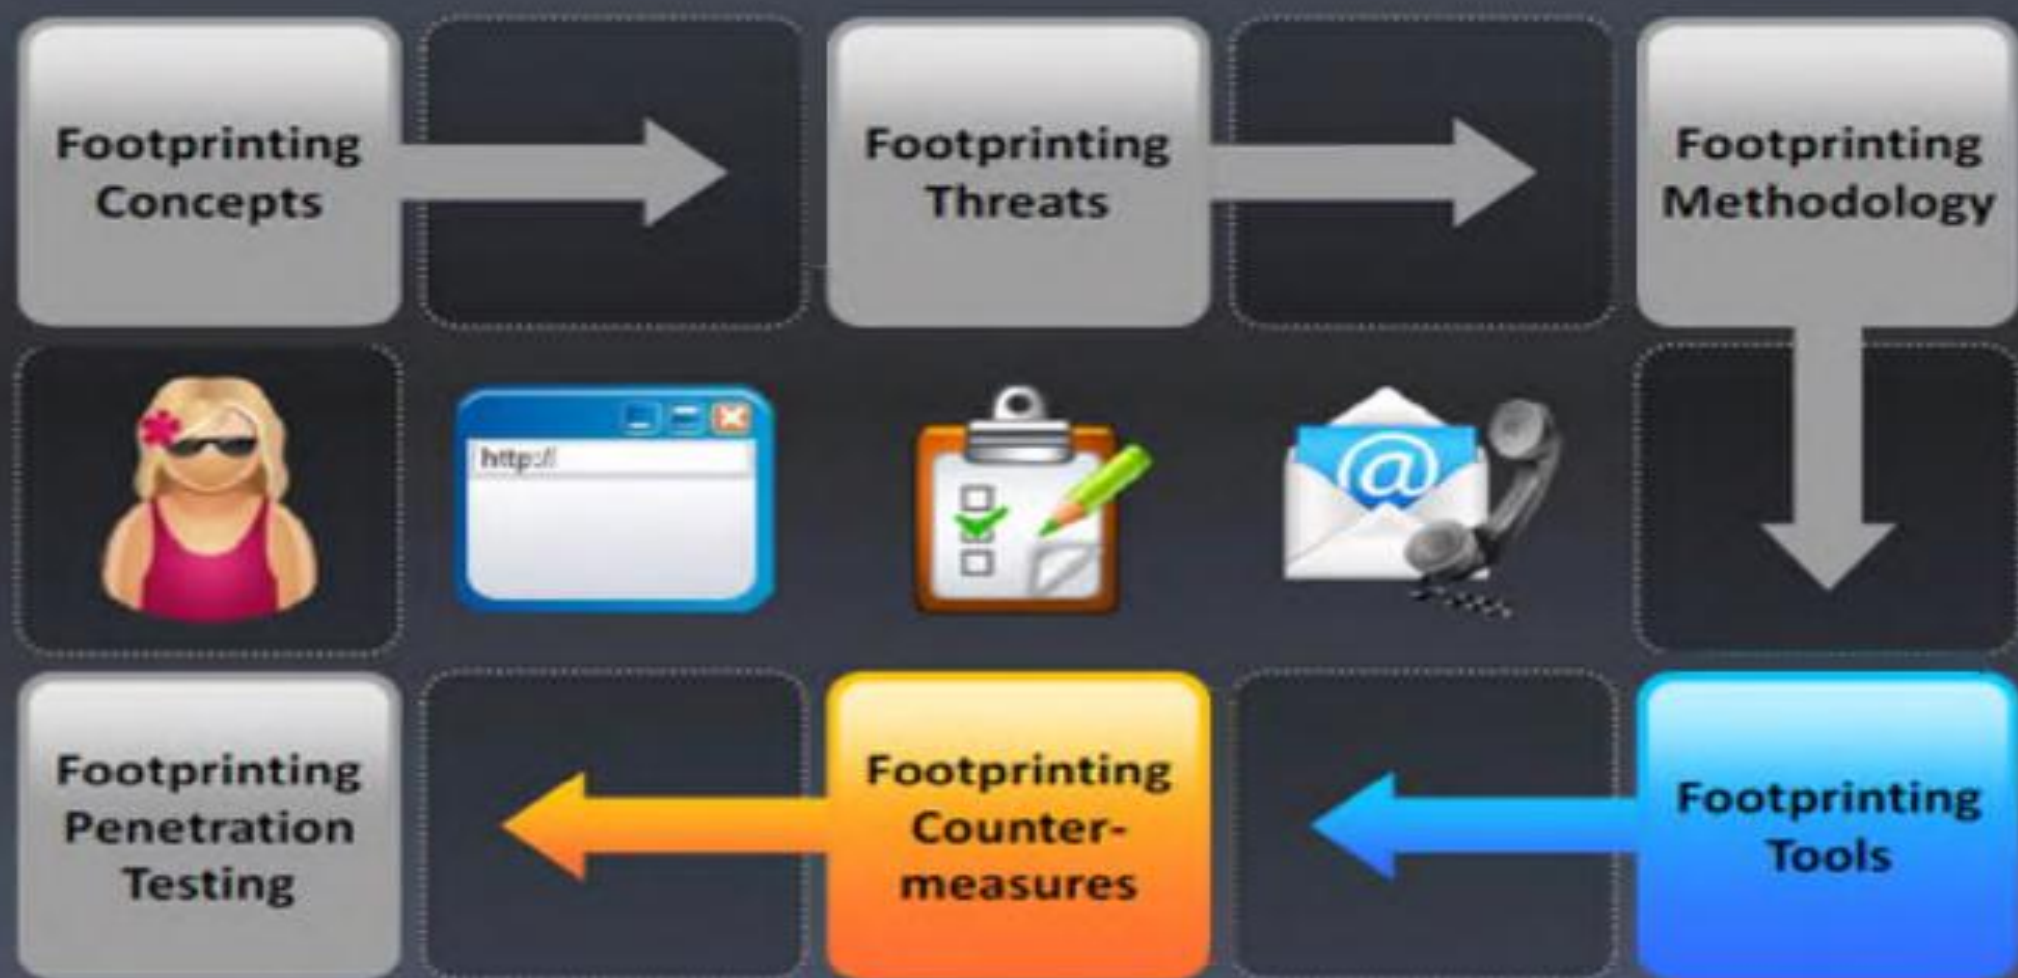 Footprinting
Concepts
Footprinting
Threats
Footprinting
Methodology
http://
@
Footprinting
Penetration
Testing
Footprinting
Counter-
measures
Footprinting
Tools